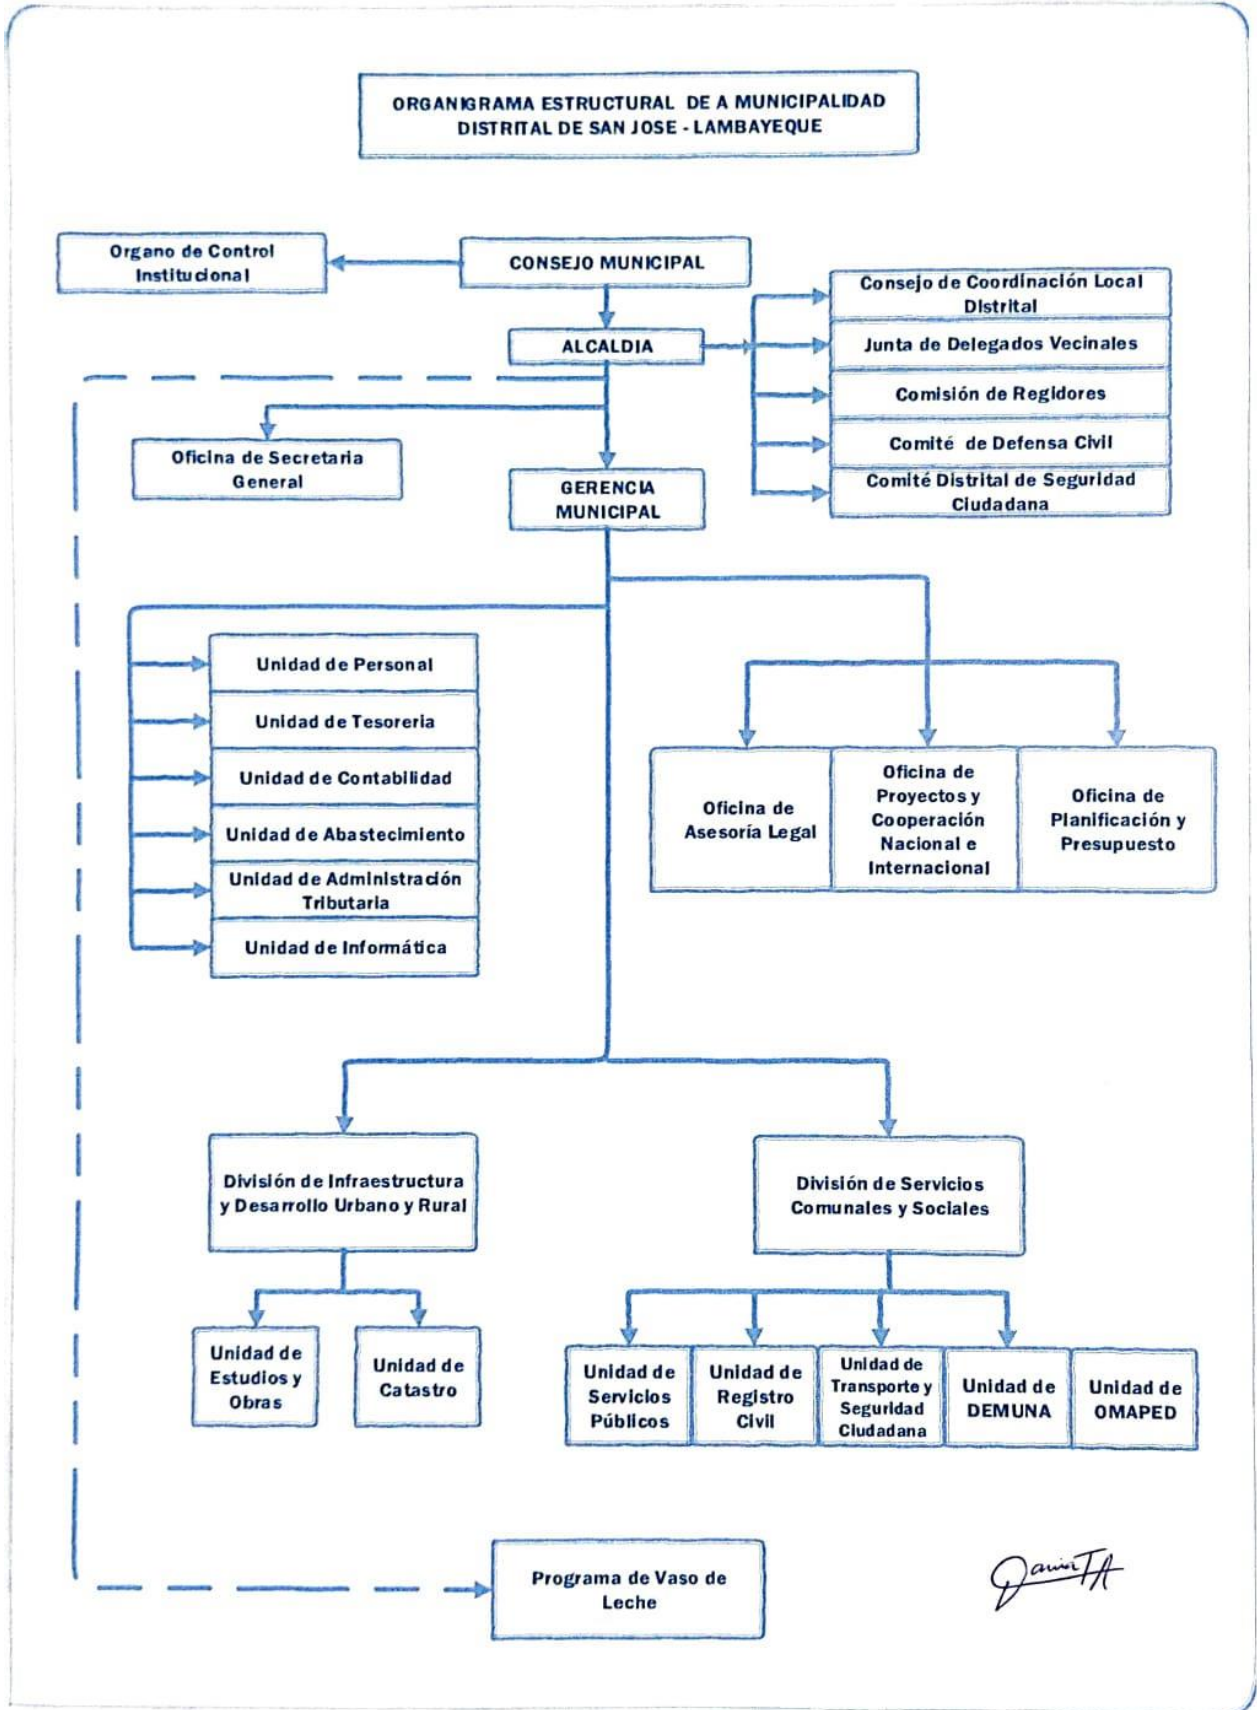 ORGANIGRAMA ESTRUCTURAL DE A MUNICIPALIDAD
DISTRITAL DE SAN JOSE - LAMBAYEQUE
Organo de Control
Institucional
CONSEJO MUNICIPAL
ALCALDIA
Consejo de Coordinación Local
Distrital
Junta de Delegados Vecinales
Comisión de Regidores
Comité de Defensa Civil
Comité Distrital de Seguridad
Ciudadana
Oficina de Secretaria
General
GERENCIA
MUNICIPAL
Unidad de Personal
Unidad de Tesoreria
Unidad de Contabilidad
Unidad de Abastecimiento
Unidad de Administración
Tributaria
Unidad de Informática
Oficina de
Asesoría Legal
Oficina de
Proyectos y
Cooperación
Nacional e
Internacional
Oficina de
Planificación y
Presupuesto
División de Infraestructura
y Desarrollo Urbano y Rural
División de Servicios
Comunales y Sociales
Unidad de
Estudios y
Obras
Unidad de
Catastro
Unidad de
Servicios
Públicos
Unidad de
Registro
Civil
Unidad de
Transporte y
Seguridad
Ciudadana
Unidad de
DEMUNA
Unidad de
OMAPED
Programa de Vaso de
Leche